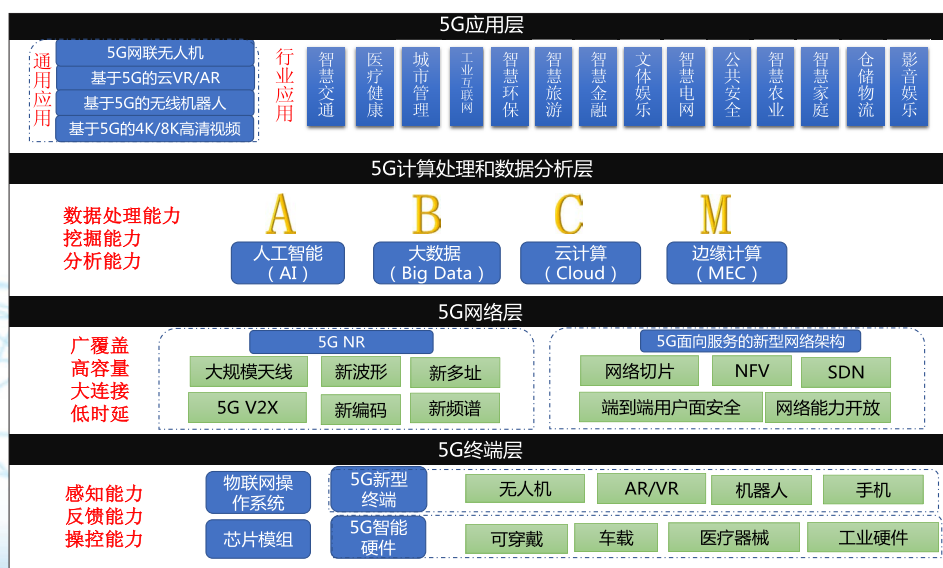 5G应用层
通用应用
5G网联无人机
基于5G的云VR/AR
基于5G的无线机器人
基于5G的4K/8K高清视频
行业应用
智慧交通
医疗健康
城市管理
工业互联网
智慧环保
智慧旅游
智慧金融
文体娱乐
智慧电网
公共安全
智慧农业
智慧家庭
仓储物流
影音娱乐
5G计算处理和数据分析层
数据处理能力
挖掘能力
分析能力
A
人工智能
（AI）
B
大数据
（Big Data）
C
云计算
（Cloud）
M
边缘计算
（MEC）
5G网络层
广覆盖
高容量
大连接
低时延
5G NR
大规模天线
新波形
新多址
5G V2X
新编码
新频谱
5G面向服务的新型网络架构
网络切片
NFV
SDN
端到端用户面安全
网络能力开放
5G终端层
感知能力
反馈能力
操控能力
物联网操
作系统
芯片模组
5G新型
终端
无人机
AR/VR
机器人
手机
5G智能
硬件
可穿戴
车载
医疗器械
工业硬件